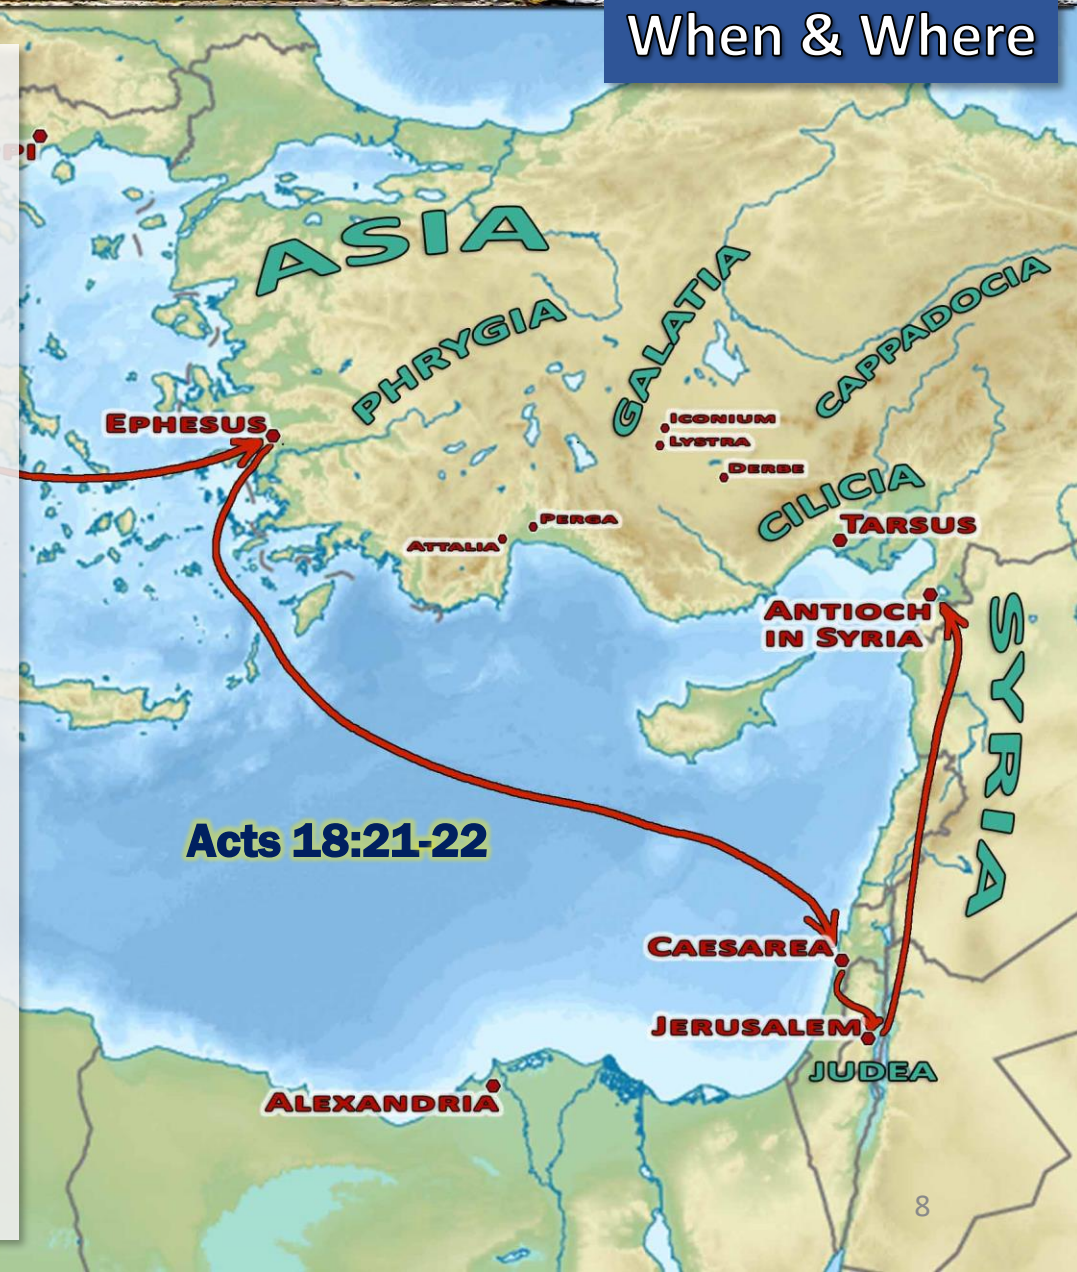 When & Where
PI
ASIA
PHRYGIA
GALATIA
CAPPADOCIA
EPHESUS
ICONIUM
LYSTRA
DERBE
CILICIA
TARSUS
PERGA
ATTALIA
ANTIOCH
IN SYRIA
SYRIA
Acts 18:21-22
CAESAREA
JERUSALEM
JUDEA
ALEXANDRIA
8